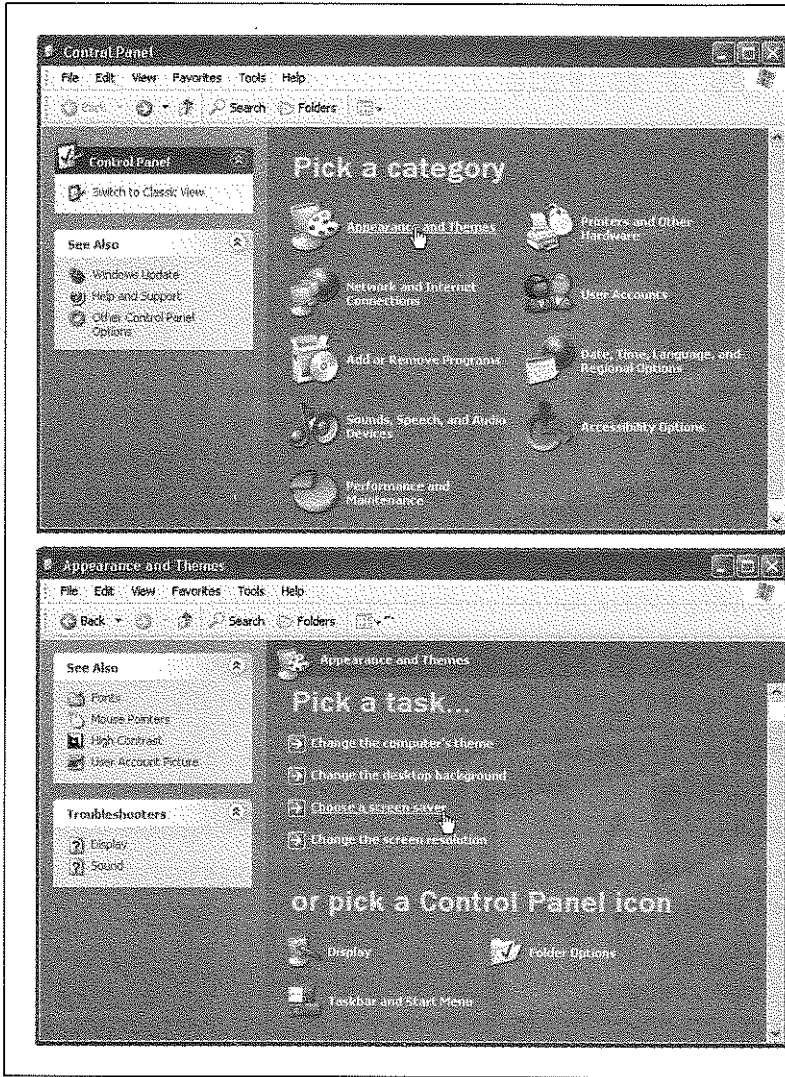 Control Panel
File Edit View Favorites Tools Help
Back Search Folders
Control Panel
Switch to Classic View
See Also
Windows Update
Help and Support
Other Control Panel
Options
Pick a category
Appearance and Themes
Printers and Other
Hardware
Network and Internet
Connections
User Accounts
Add or Remove Programs
Date, Time, Language, and
Regional Options
Sounds, Speech, and Audio
Devices
Accessibility Options
Performance and
Maintenance
Appearance and Themes
File Edit View Favorites Tools Help
Back Search Folders
See Also
Fonts
Mouse Pointers
High Contrast
User Account Picture
Troubleshooters
Display
Sound
Appearance and Themes
Pick a task...
Change the computer's theme
Change the desktop background
Choose a screen saver
Change the screen resolution
or pick a Control Panel icon
Display
Folder Options
Taskbar and Start Menu